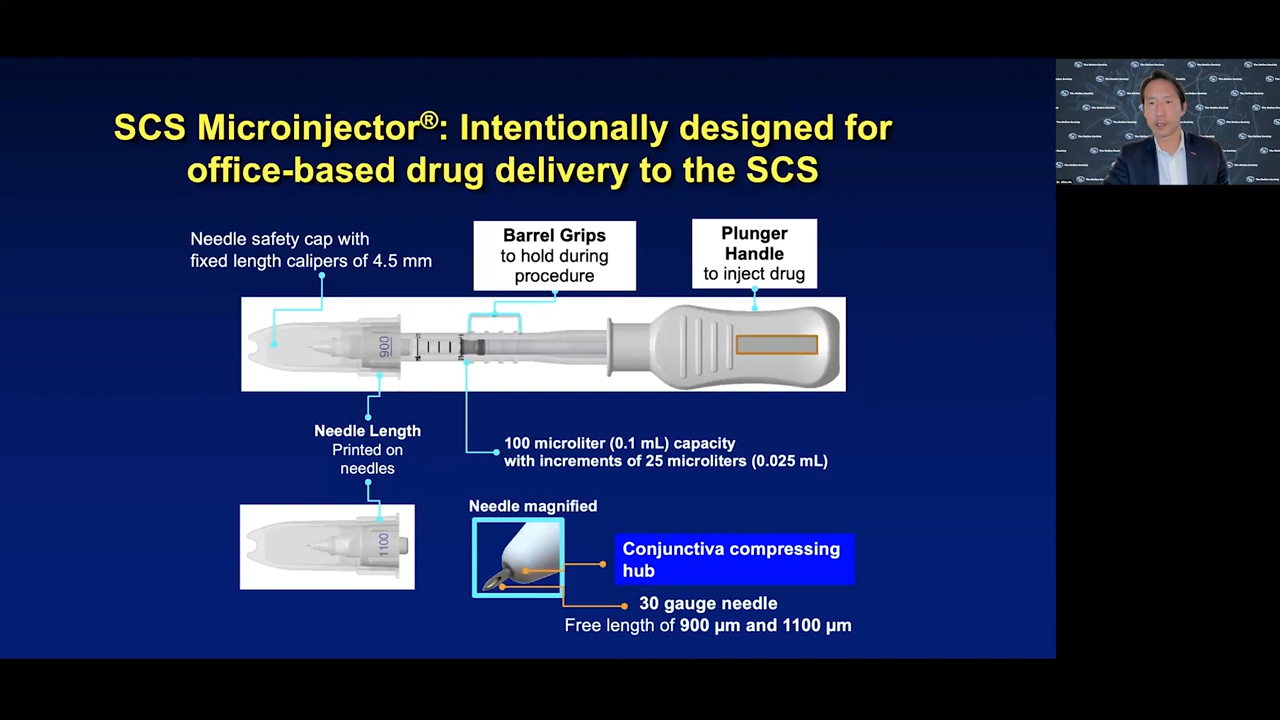 SCS Microinjector®: Intentionally designed for
office-based drug delivery to the SCS
Needle safety cap with
fixed length calipers of 4.5 mm
Barrel Grips
to hold during
procedure
Plunger
Handle
to inject drug
900
Needle Length
Printed on
needles
100 microliter (0.1 mL) capacity
with increments of 25 microliters (0.025 mL)
1100
Needle magnified
Conjunctiva compressing
hub
30 gauge needle
Free length of 900 µm and 1100 µm